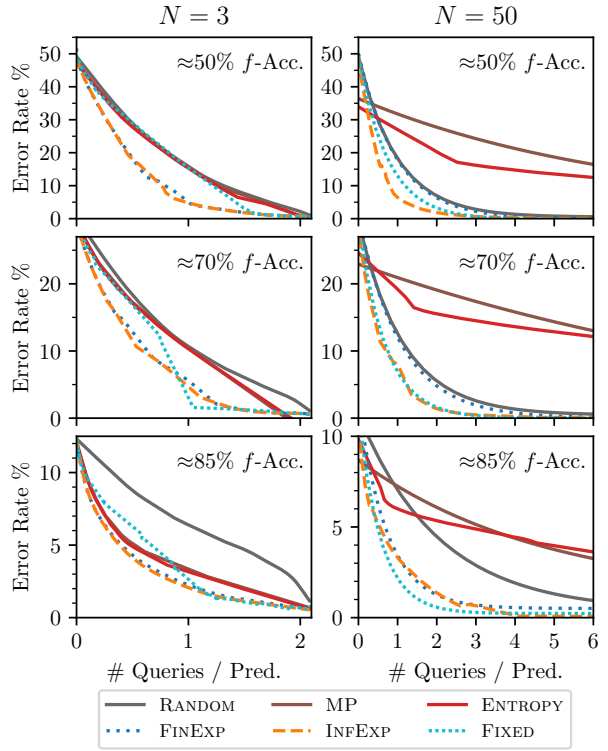 N = 3
N = 50
≈50% f-Acc.
≈50% f-Acc.
Error Rate %
50
40
30
20
10
0
50
40
30
20
10
0
≈70% f-Acc.
≈70% f-Acc.
Error Rate %
20
10
0
20
10
0
≈85% f-Acc.
≈85% f-Acc.
Error Rate %
10
5
0
10
5
0
0 1 2
0 1 2 3 4 5 6
# Queries / Pred.
# Queries / Pred.
RANDOM MP ENTROPY
FINEXP INFEXP FIXED